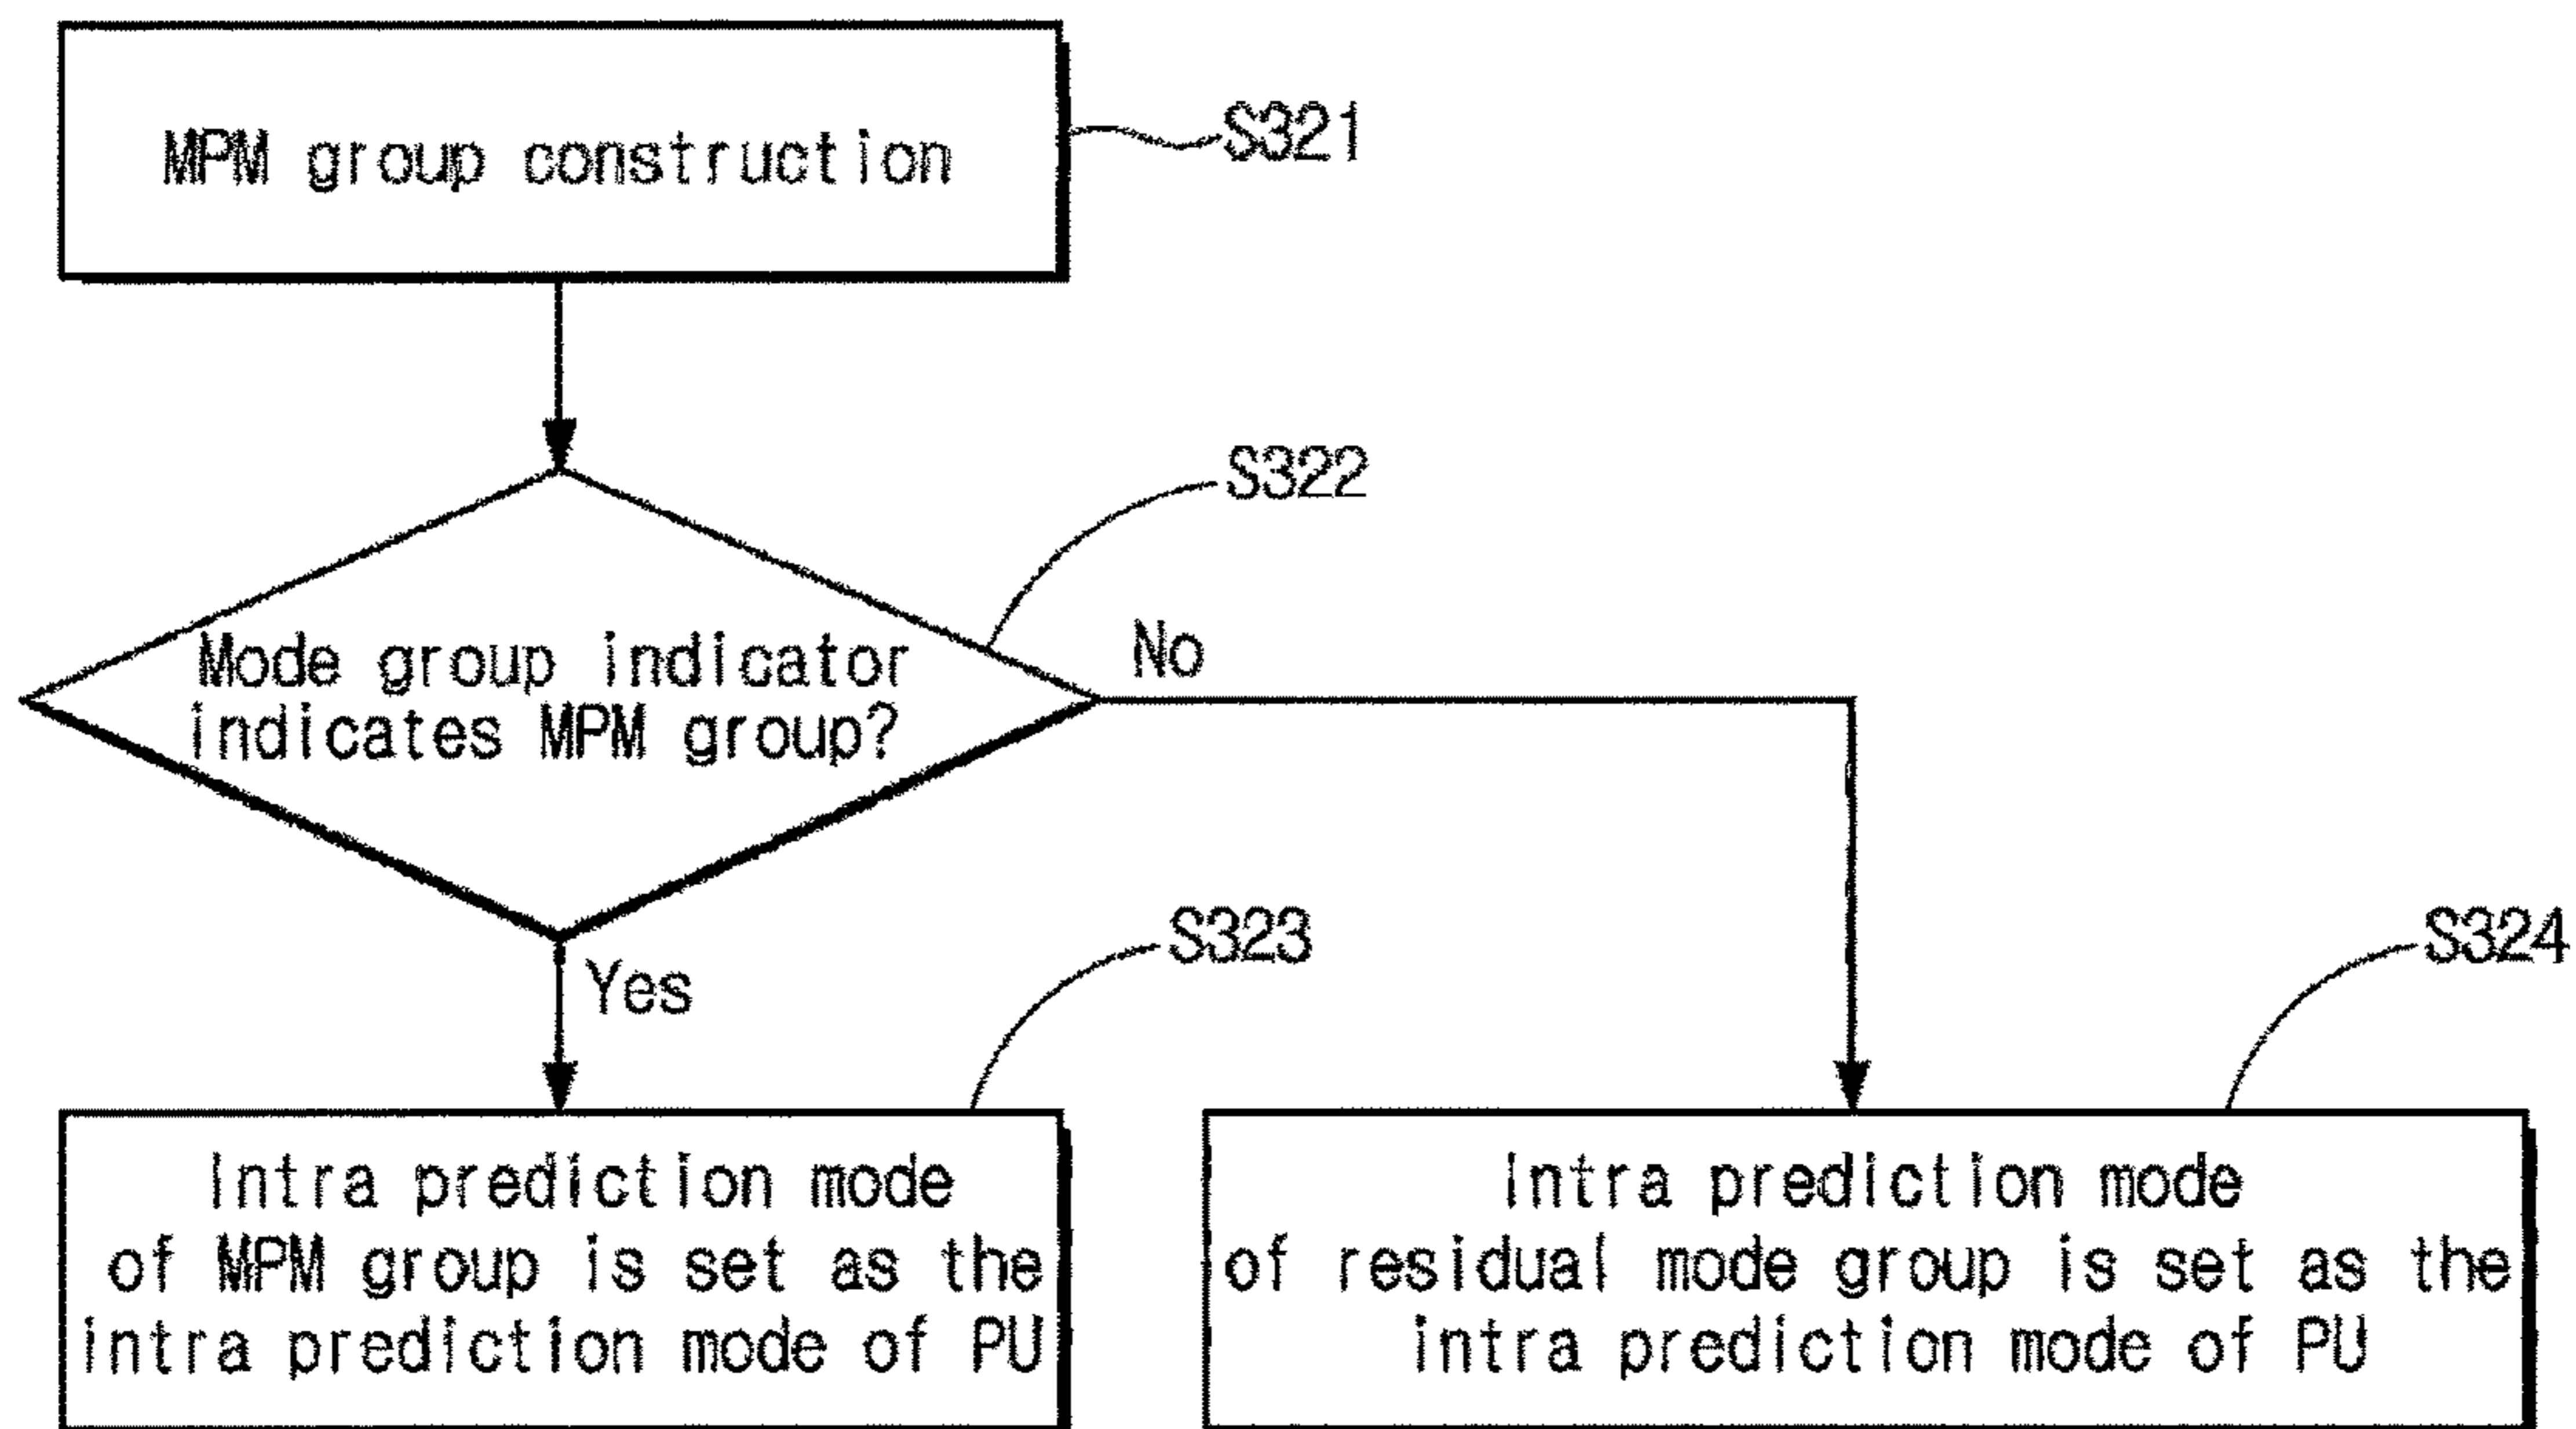 MPM group construction
S321
S322
Mode group indicator
indicates MPM group?
No
Yes
S323
S324
Intra prediction mode
of MPM group is set as the
intra prediction mode of PU
Intra prediction mode
of residual mode group is set as the
intra prediction mode of PU